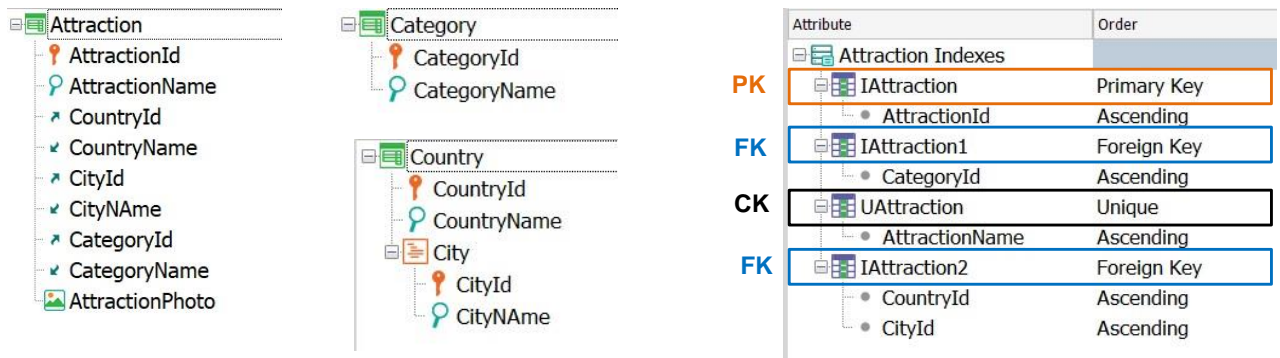 Attraction
AttractionId
AttractionName
CountryId
CountryName
CityId
CityNAme
CategoryId
CategoryName
AttractionPhoto
Category
CategoryId
CategoryName
Country
CountryId
CountryName
City
CityId
CityNAme
Attribute Order
Attraction Indexes
PK IAttraction Primary Key
AttractionId Ascending
FK IAttraction1 Foreign Key
CategoryId Ascending
CK UAttraction Unique
AttractionName Ascending
FK IAttraction2 Foreign Key
CountryId Ascending
CityId Ascending